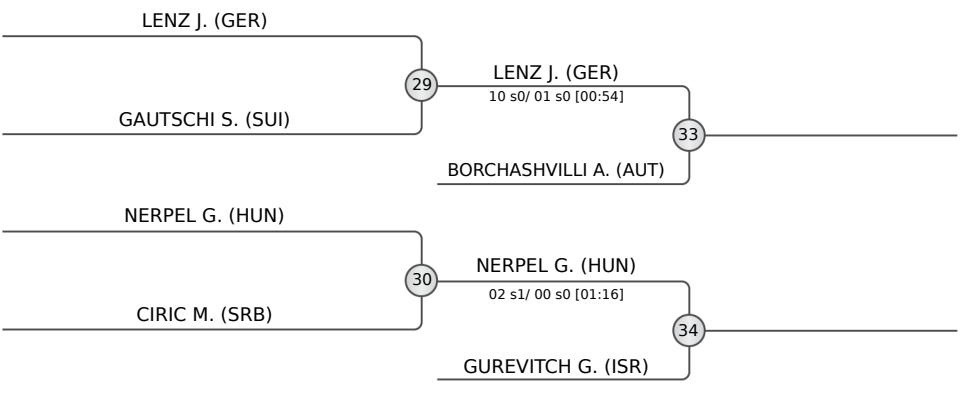 LENZ J. (GER)
29
LENZ J. (GER)
10 s0/ 01 s0 [00:54]
GAUTSCHI S. (SUI)
33
BORCHASHVILLI A. (AUT)
NERPEL G. (HUN)
30
NERPEL G. (HUN)
02 s1/ 00 s0 [01:16]
CIRIC M. (SRB)
34
GUREVITCH G. (ISR)